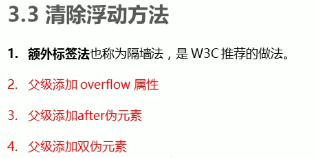 3.3 清除浮动方法
1. 额外标签法也称为隔墙法，是 W3C 推荐的做法。
2. 父级添加 overflow 属性
3. 父级添加after伪元素
4. 父级添加双伪元素